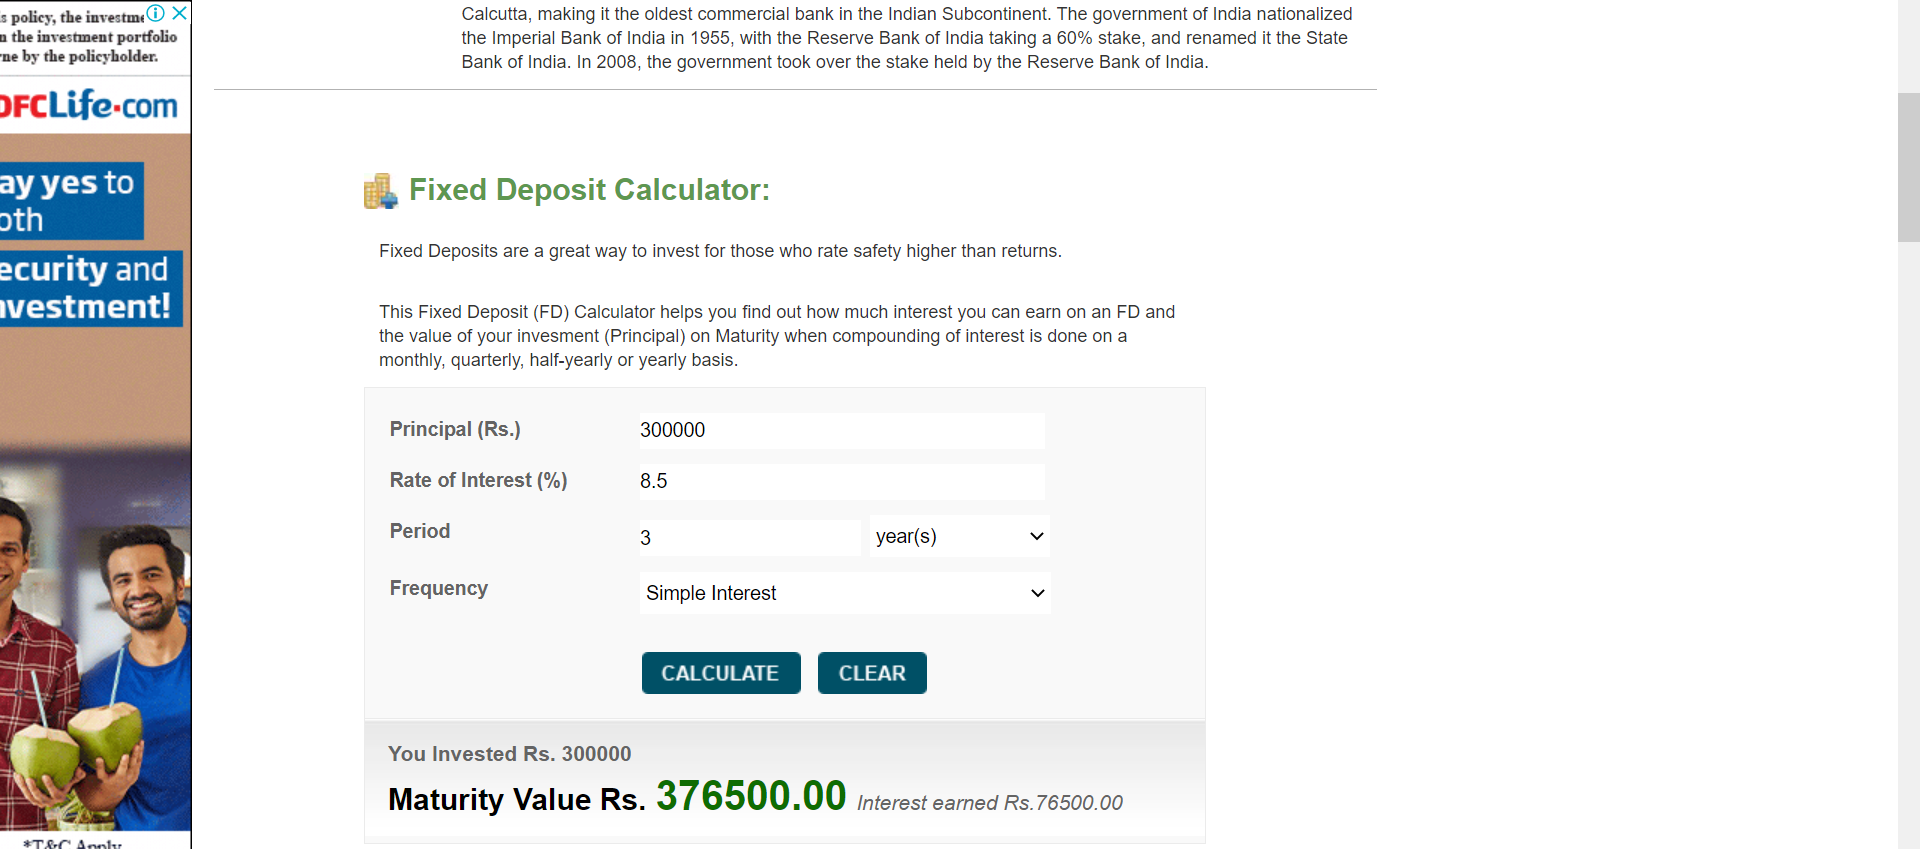 policy, the investme
the investment portfolio
by the policyholder.
Life.com
yes to
and
*T&C Apply
Calcutta, making it the oldest commercial bank in the Indian Subcontinent. The government of India nationalized
the Imperial Bank of India in 1955, with the Reserve Bank of India taking a 60% stake, and renamed it the State
Bank of India. In 2008, the government took over the stake held by the Reserve Bank of India.
Fixed Deposit Calculator:
Fixed Deposits are a great way to invest for those who rate safety higher than returns.
This Fixed Deposit (FD) Calculator helps you find out how much interest you can earn on an FD and
the value of your invesment (Principal) on Maturity when compounding of interest is done on a
monthly, quarterly, half-yearly or yearly basis.
Principal (Rs.) 300000
Rate of Interest (%) 8.5
Period 3 year(s)
Frequency Simple Interest
CALCULATE CLEAR
You Invested Rs. 300000
Maturity Value Rs. 376500.00 Interest earned Rs.76500.00